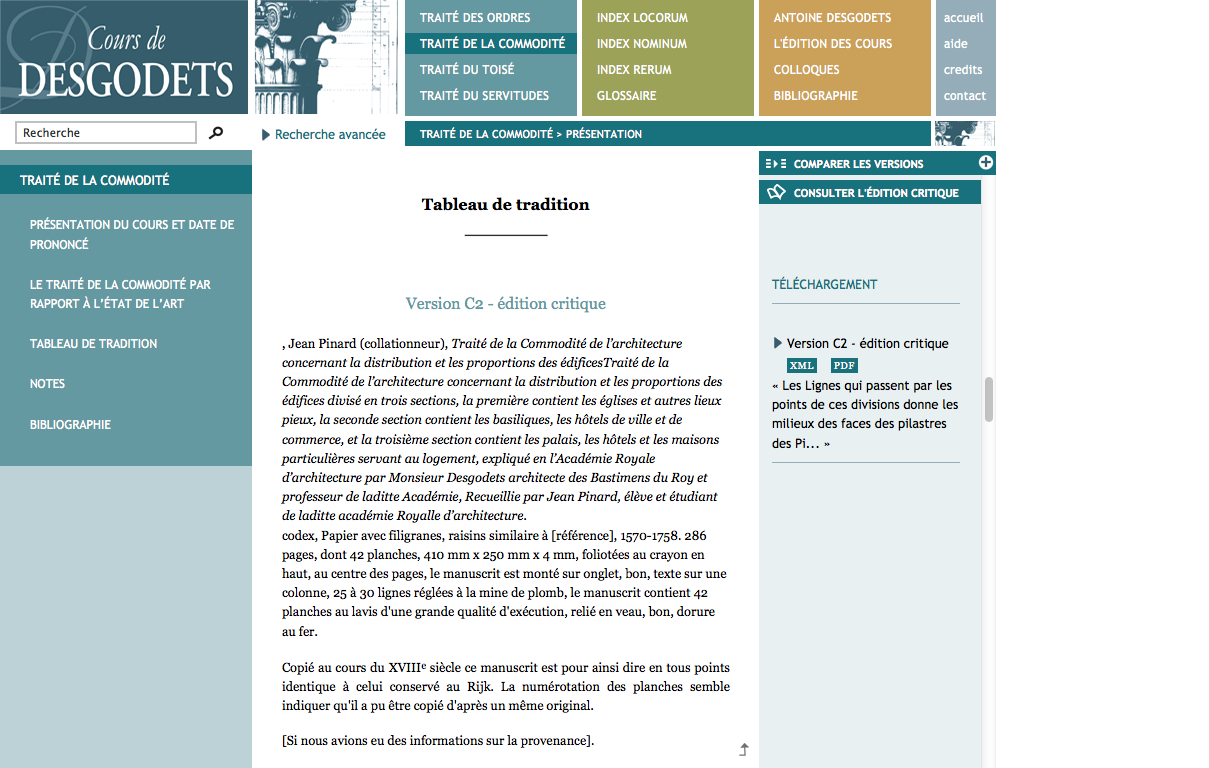 Cours de
DESGODETS
TRAITÉ DES ORDRES
TRAITÉ DE LA COMMODITÉ
TRAITÉ DU TOISÉ
TRAITÉ DU SERVITUDES
INDEX LOCORUM
INDEX NOMINUM
INDEX RERUM
GLOSSAIRE
ANTOINE DESGODETS
L'ÉDITION DES COURS
COLLOQUES
BIBLIOGRAPHIE
accueil
aide
credits
contact
Recherche
Recherche avancée
TRAITÉ DE LA COMMODITÉ > PRÉSENTATION
TRAITÉ DE LA COMMODITÉ
PRÉSENTATION DU COURS ET DATE DE
PRONONCÉ
LE TRAITÉ DE LA COMMODITÉ PAR
RAPPORT À L'ÉTAT DE L'ART
TABLEAU DE TRADITION
NOTES
BIBLIOGRAPHIE
Tableau de tradition
Version C2 - édition critique
, Jean Pinard (collationneur), Traité de la Commodité de l'architecture
concernant la distribution et les proportions des édificesTraité de la
Commodité de l'architecture concernant la distribution et les proportions des
édifices divisé en trois sections, la première contient les églises et autres lieux
pieux, la seconde section contient les basiliques, les hôtels de ville et de
commerce, et la troisième section contient les palais, les hôtels et les maisons
particulières servant au logement, expliqué en l'Académie Royale
d'architecture par Monsieur Desgodets architecte des Bastimens du Roy et
professeur de laditte Académie, Recueillie par Jean Pinard, élève et étudiant
de laditte académie Royalle d'architecture.
codex, Papier avec filigranes, raisins similaire à [référence], 1570-1758. 286
pages, dont 42 planches, 410 mm x 250 mm x 4 mm, foliotées au crayon en
haut, au centre des pages, le manuscrit est monté sur onglet, bon, texte sur une
colonne, 25 à 30 lignes réglées à la mine de plomb, le manuscrit contient 42
planches au lavis d'une grande qualité d'exécution, relié en veau, bon, dorure
au fer.
Copié au cours du XVIIIe siècle ce manuscrit est pour ainsi dire en tous points
identique à celui conservé au Rijk. La numérotation des planches semble
indiquer qu'il a pu être copié d'après un même original.
[Si nous avions eu des informations sur la provenance].
COMPARER LES VERSIONS
CONSULTER L'ÉDITION CRITIQUE
TÉLÉCHARGEMENT
Version C2 - édition critique
XML PDF
« Les Lignes qui passent par les
points de ces divisions donne les
milieux des faces des pilastres
des Pi... »